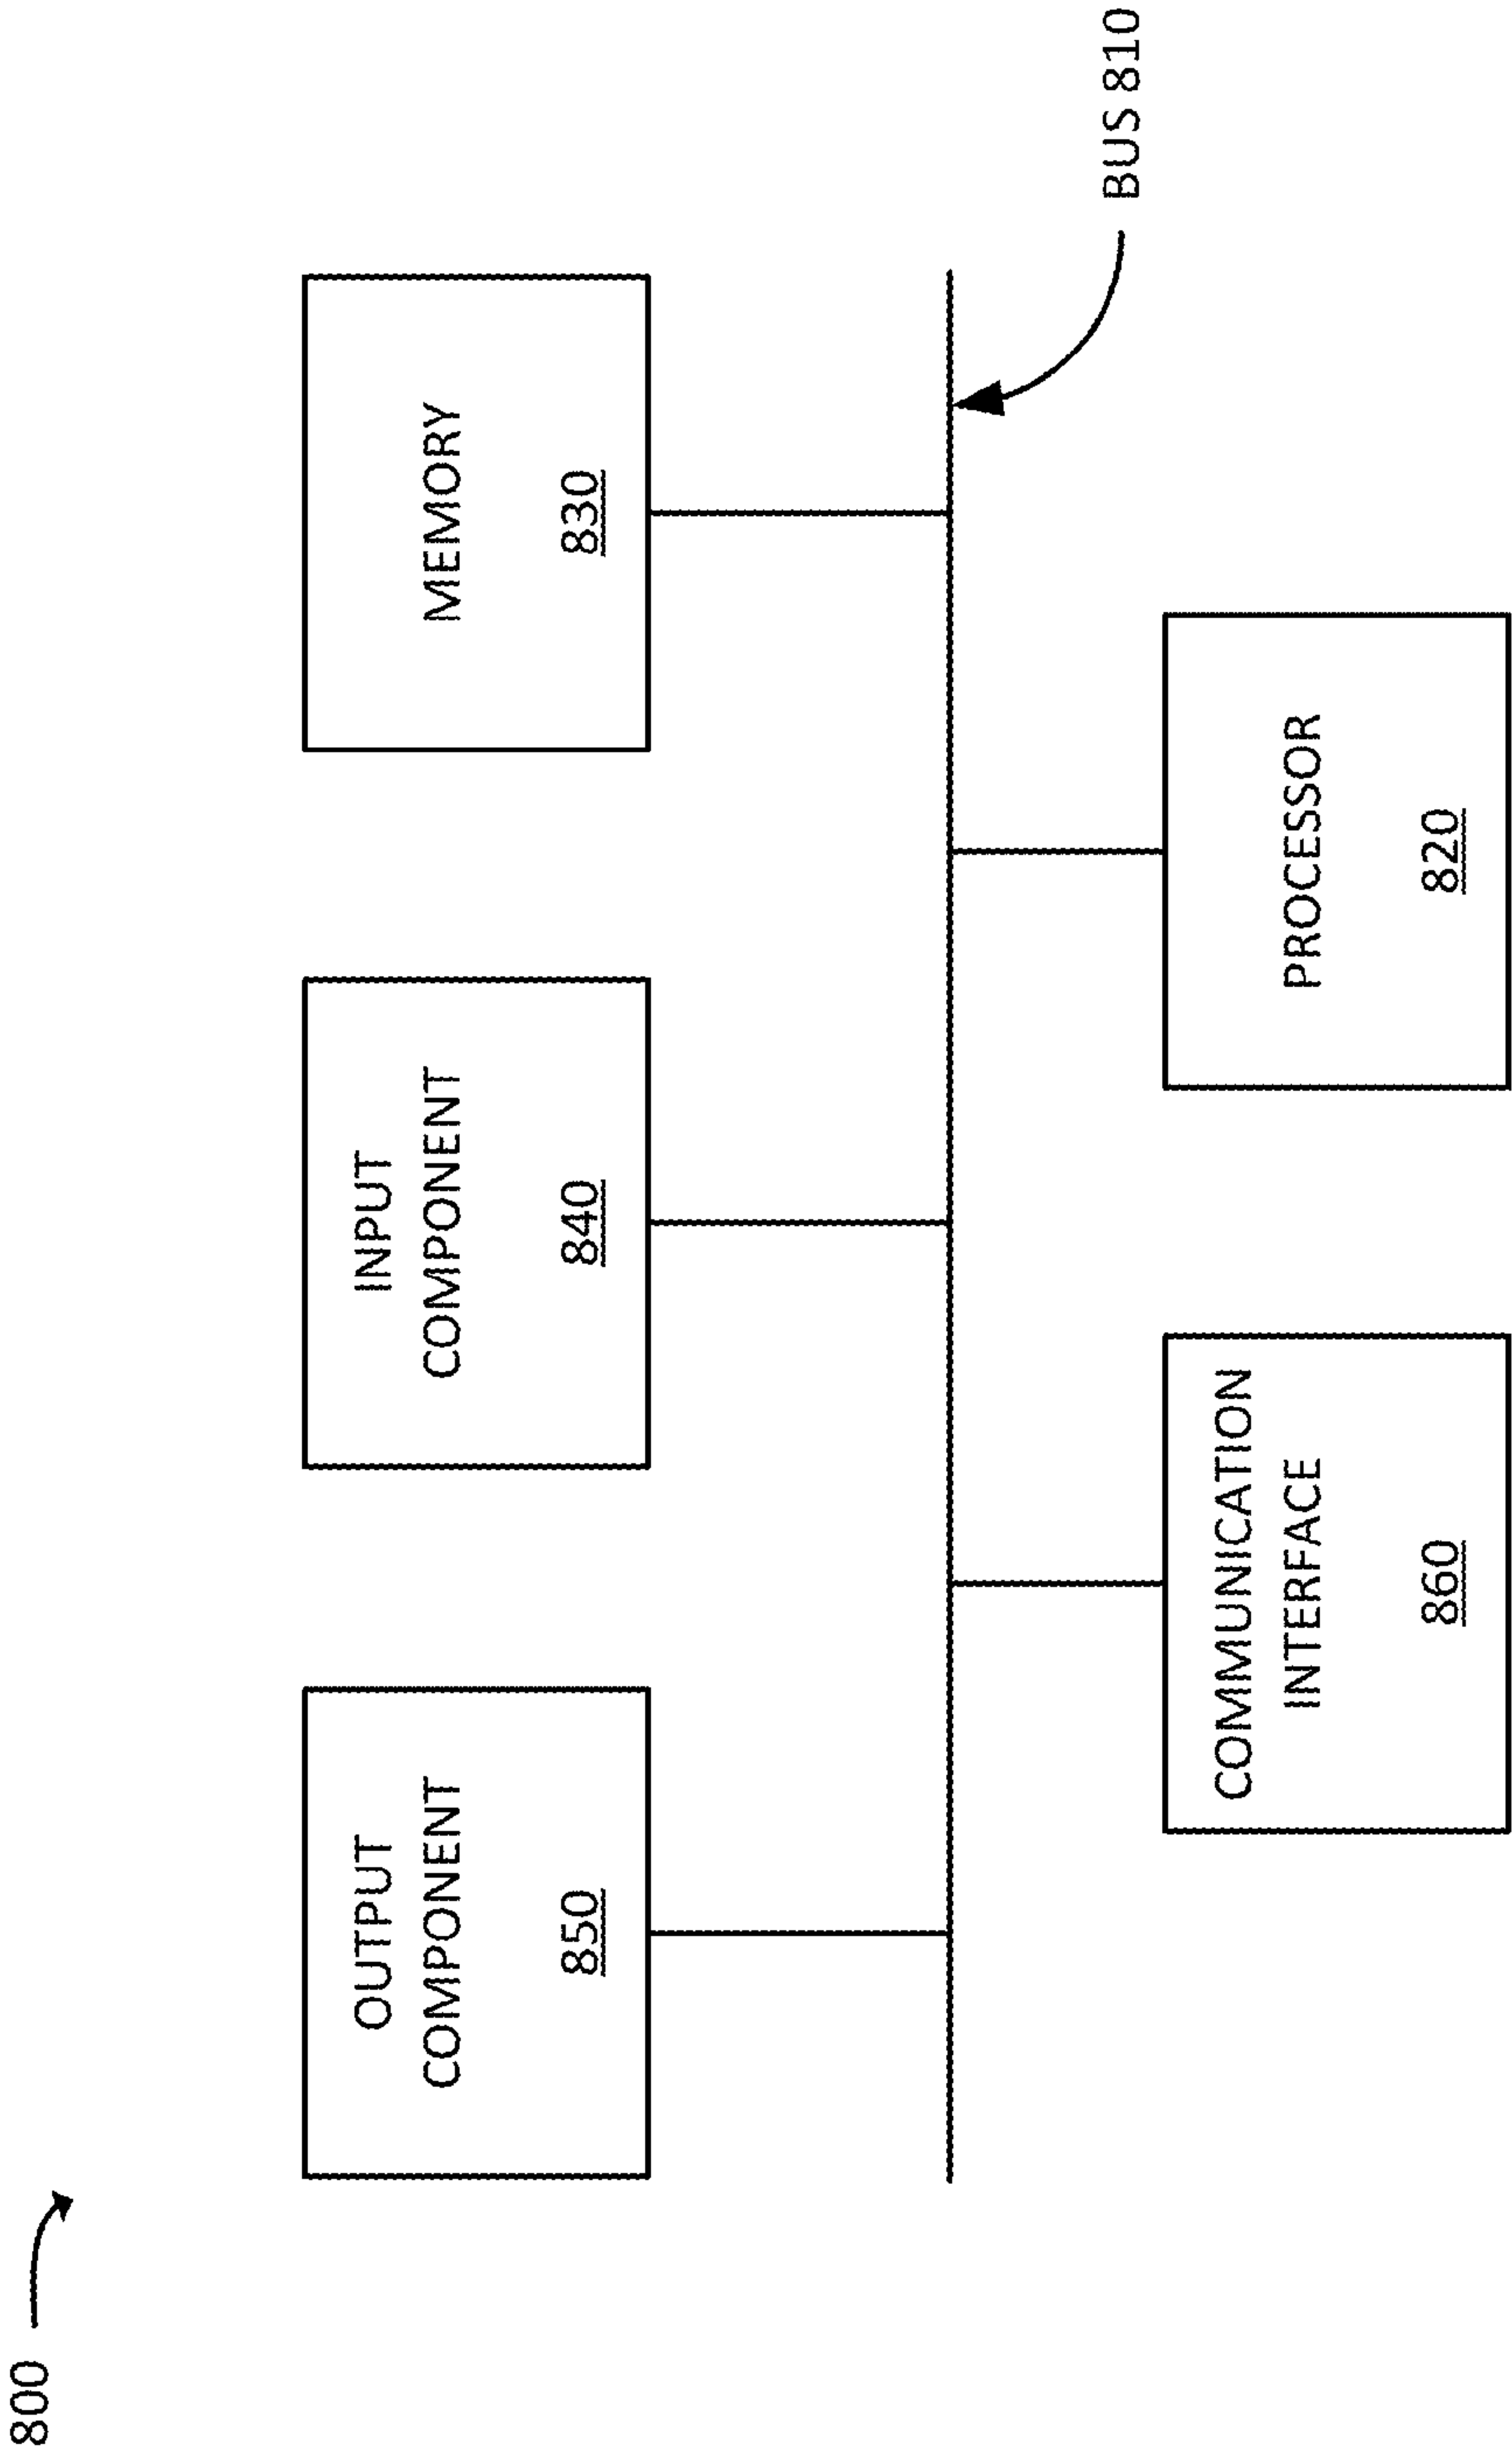 800
OUTPUT
COMPONENT
850
INPUT
COMPONENT
840
MEMORY
830
BUS 810
COMMUNICATION
INTERFACE
860
PROCESSOR
820